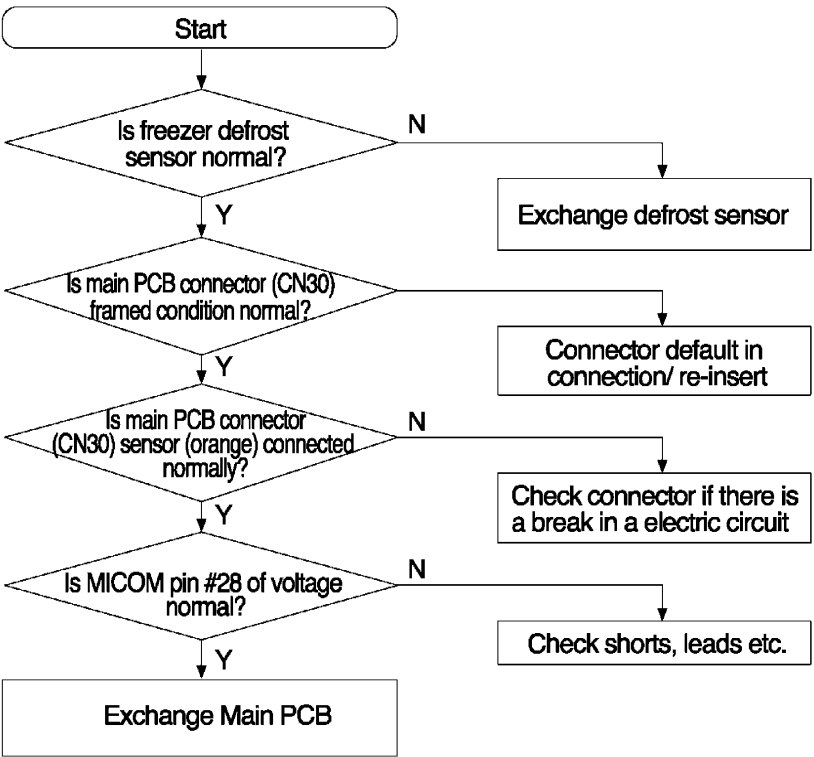 Start
Is freezer defrost
sensor normal?
N
Exchange defrost sensor
Y
Is main PCB connector (CN30)
framed condition normal?
Connector default in
connection/ re-insert
Y
Is main PCB connector
(CN30) sensor (orange) connected
normally?
N
Check connector if there is
a break in a electric circuit
Y
Is MICOM pin #28 of voltage
normal?
N
Check shorts, leads etc.
Y
Exchange Main PCB